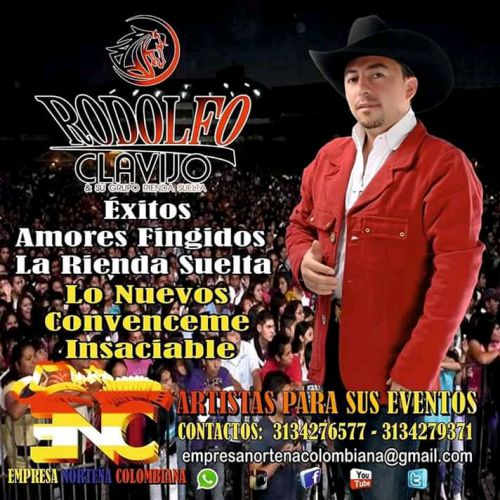 RODOLFO
CLAVIJO
& SU GRUPO RIENDA SUELTA
Éxitos
Amores Fingidos
La Rienda Suelta
Lo Nuevos
Convenceme
Insaciable
ENC
ARTISTAS PARA SUS EVENTOS
CONTACTOS: 3134276577 - 3134279371
EMPRESA NORTENA COLOMBIANA
empresanortenacolombiana@gmail.com
You
Tube